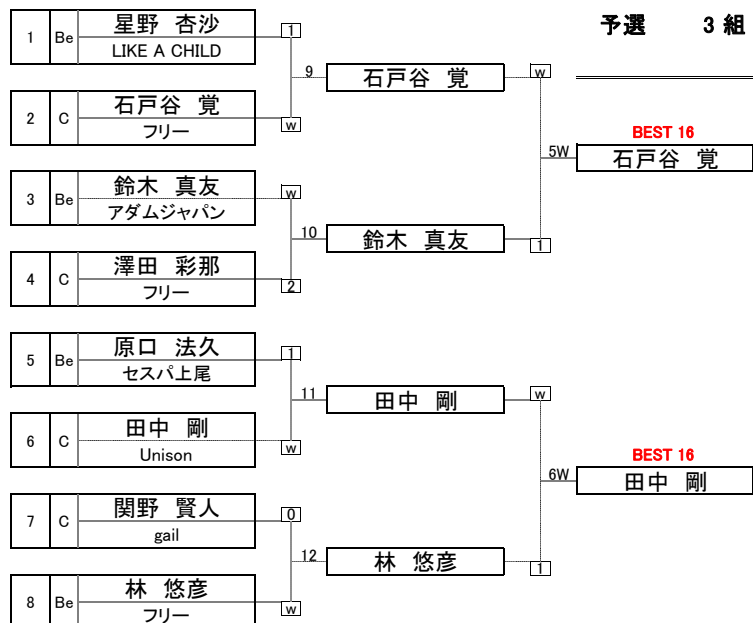 予選 3 組
1 Be 星野 杏沙 1
LIKE A CHILD
9 石戸谷 覚 w
2 C 石戸谷 覚
フリー w
BEST 16
5W 石戸谷 覚
3 Be 鈴木 真友 w
アダムジャパン
10 鈴木 真友 1
4 C 澤田 彩那
フリー 2
5 Be 原口 法久 1
セスパ上尾
11 田中 剛 w
6 C 田中 剛
Unison w
BEST 16
6W 田中 剛
7 C 関野 賢人 0
gail
12 林 悠彦 1
8 Be 林 悠彦
フリー w